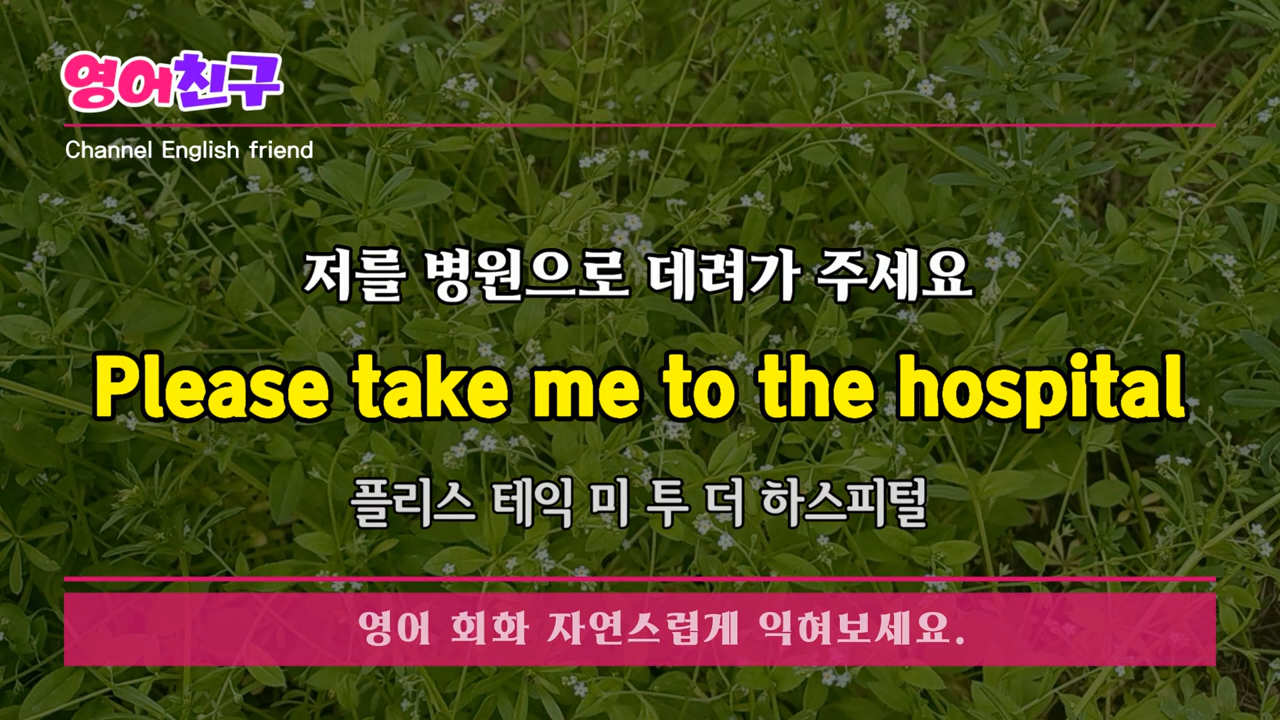 영어친구
Channel English friend
저를 병원으로 데려가 주세요
Please take me to the hospital
플리스 테익 미 투 더 하스피털
영어 회화 자연스럽게 익혀보세요.